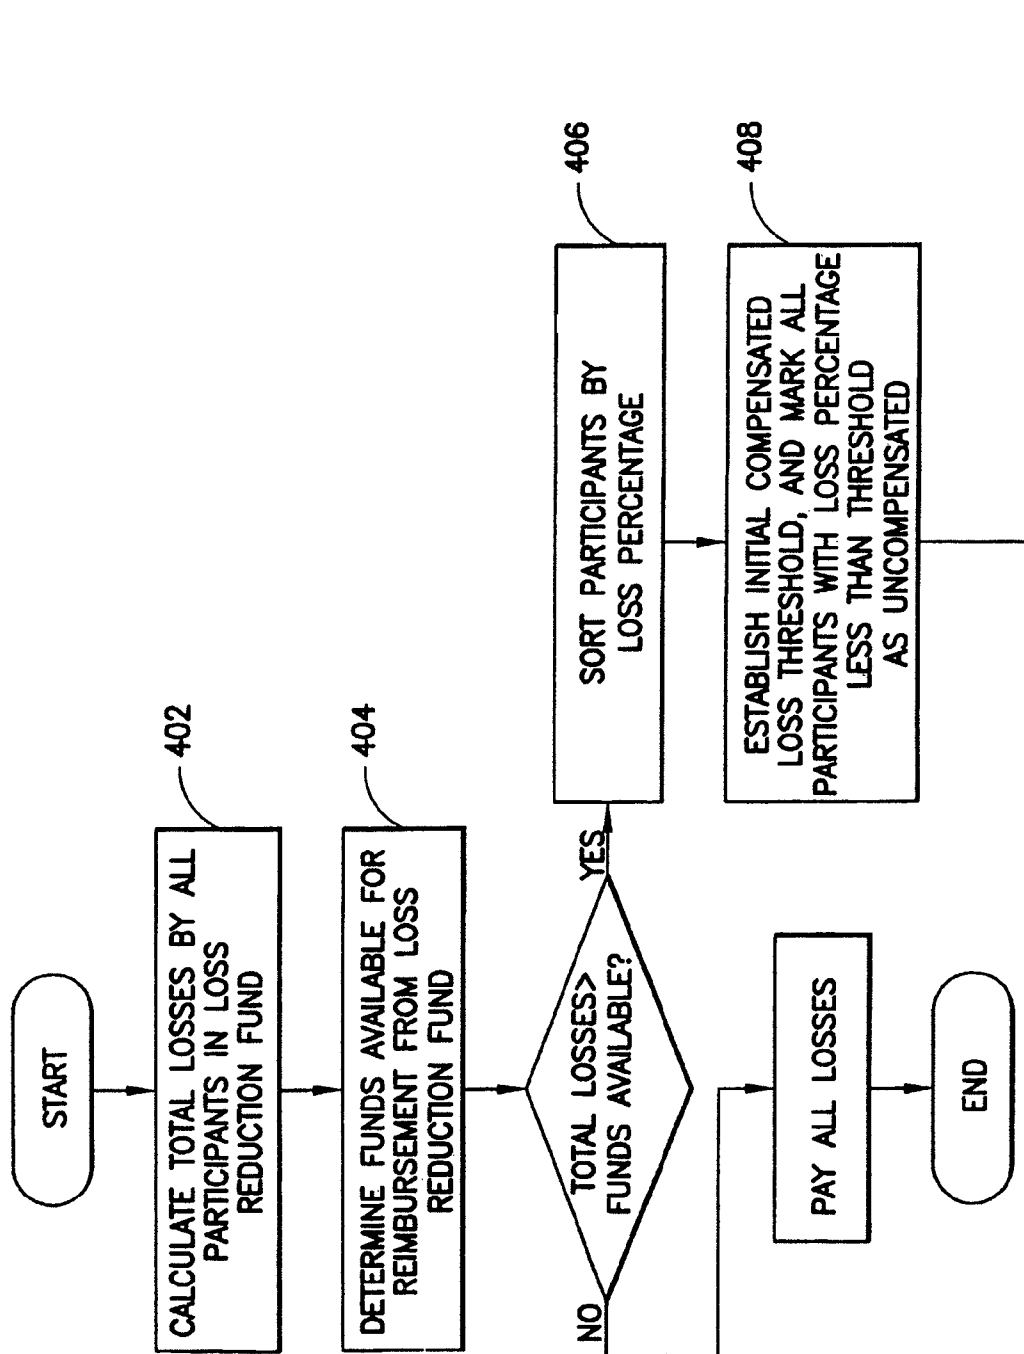 START
CALCULATE TOTAL LOSSES BY ALL
PARTICIPANTS IN LOSS
REDUCTION FUND
402
DETERMINE FUNDS AVAILABLE FOR
REIMBURSEMENT FROM LOSS
REDUCTION FUND
404
TOTAL LOSSES>
FUNDS AVAILABLE?
NO
YES
SORT PARTICIPANTS BY
LOSS PERCENTAGE
406
ESTABLISH INITIAL COMPENSATED
LOSS THRESHOLD, AND MARK ALL
PARTICIPANTS WITH LOSS PERCENTAGE
LESS THAN THRESHOLD
AS UNCOMPENSATED
408
PAY ALL LOSSES
END